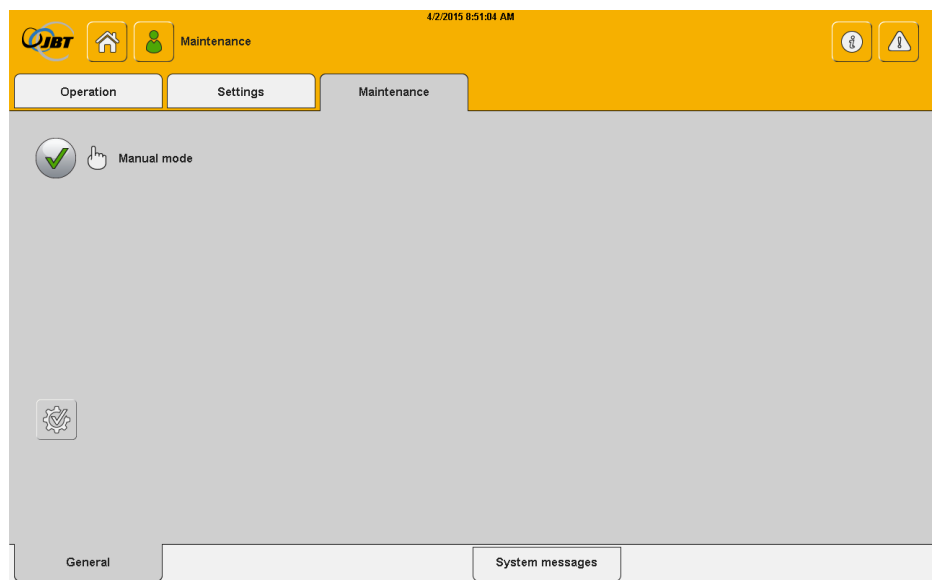 4/2/2015 8:51:04 AM
JBT
Maintenance
Operation
Settings
Maintenance
Manual mode
General
System messages